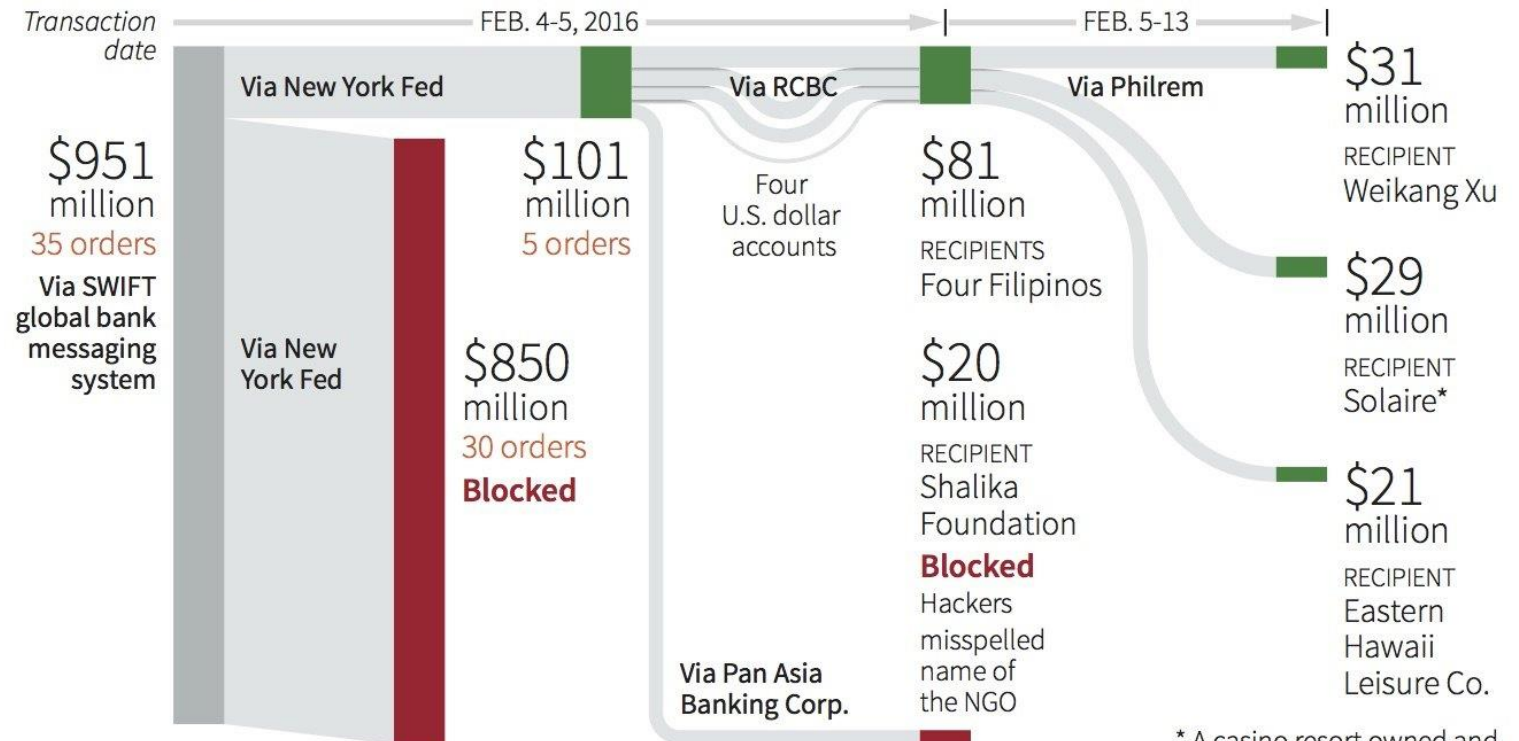 Transaction
date
FEB. 4-5, 2016
FEB. 5-13
Via New York Fed
Via RCBC
Via Philrem
$951
million
35 orders
Via SWIFT
global bank
messaging
system
Via New
York Fed
$101
million
5 orders
$850
million
30 orders
Blocked
Four
U.S. dollar
accounts
$81
million
RECIPIENTS
Four Filipinos
$20
million
RECIPIENT
Shalika
Foundation
Blocked
Hackers
misspelled
name of
the NGO
Via Pan Asia
Banking Corp.
$31
million
RECIPIENT
Weikang Xu
$29
million
RECIPIENT
Solaire*
$21
million
RECIPIENT
Eastern
Hawaii
Leisure Co.
* A casino resort owned and